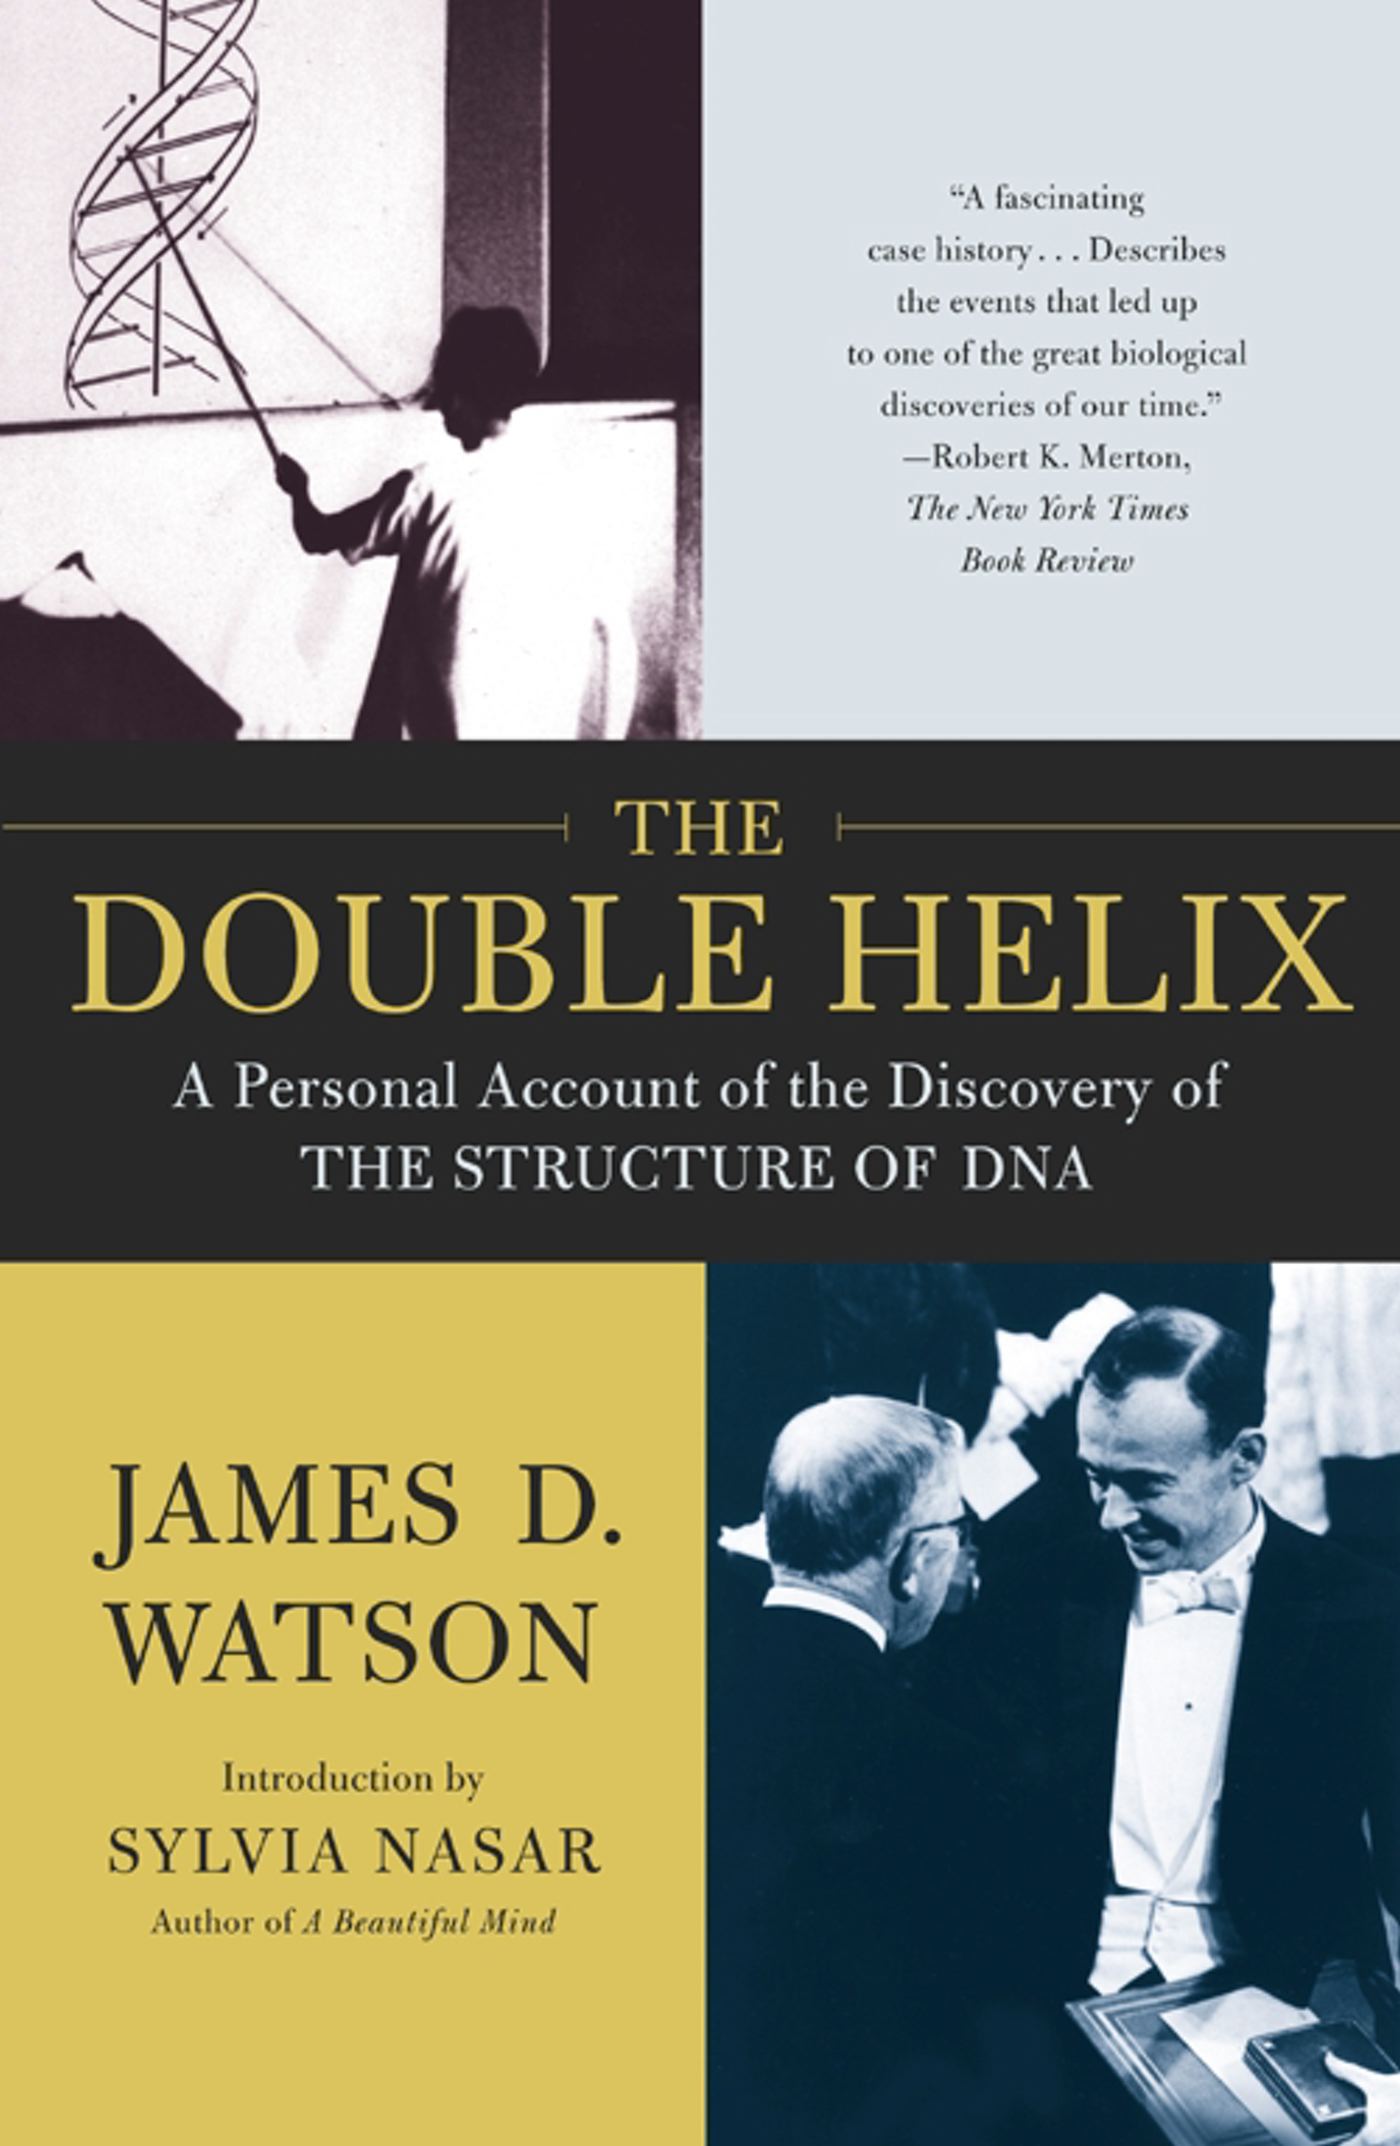 “A fascinating
case history . . . Describes
the events that led up
to one of the great biological
discoveries of our time.”
—Robert K. Merton,
The New York Times
Book Review
THE
DOUBLE HELIX
A Personal Account of the Discovery of
THE STRUCTURE OF DNA
JAMES D.
WATSON
Introduction by
SYLVIA NASAR
Author of A Beautiful Mind